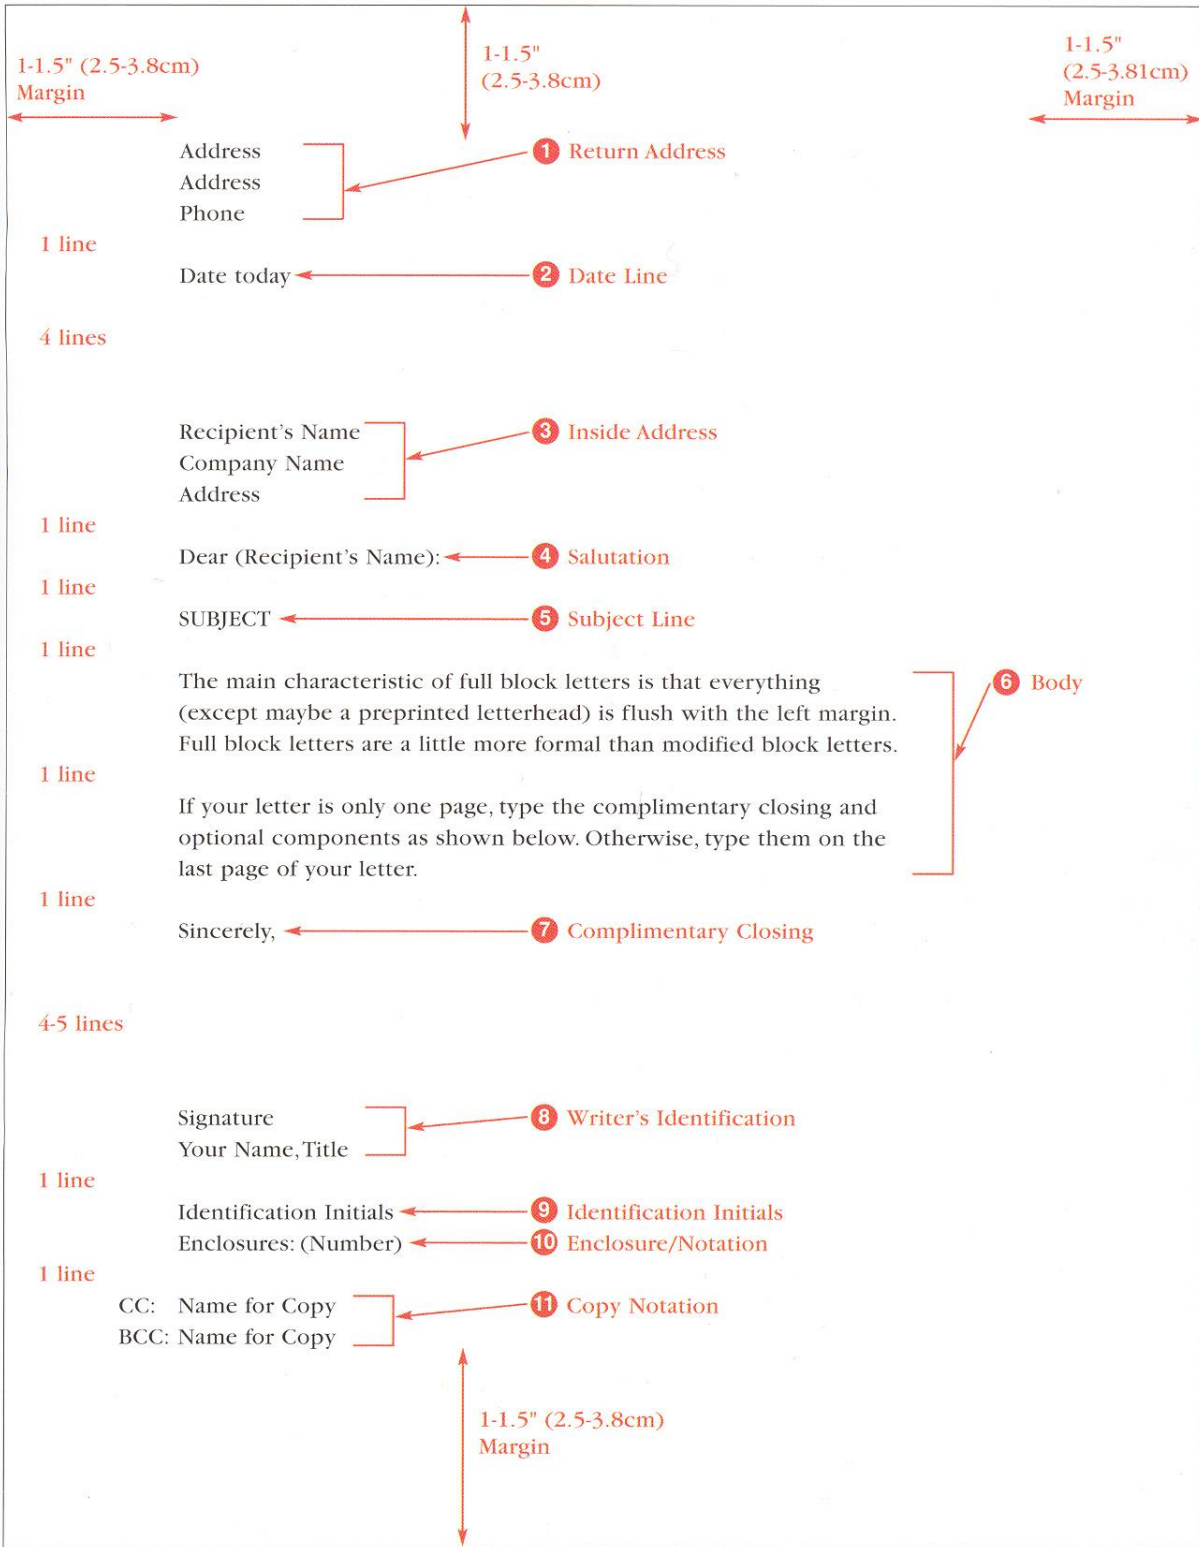 1-1.5" (2.5-3.8cm)
Margin
1-1.5"
(2.5-3.8cm)
1-1.5"
(2.5-3.81cm)
Margin
Address
Address
Phone
1 Return Address
1 line
Date today
2 Date Line
4 lines
Recipient's Name
Company Name
Address
3 Inside Address
1 line
Dear (Recipient's Name):
4 Salutation
1 line
SUBJECT
5 Subject Line
1 line
The main characteristic of full block letters is that everything
(except maybe a preprinted letterhead) is flush with the left margin.
Full block letters are a little more formal than modified block letters.
6 Body
1 line
If your letter is only one page, type the complimentary closing and
optional components as shown below. Otherwise, type them on the
last page of your letter.
1 line
Sincerely,
7 Complimentary Closing
4-5 lines
Signature
Your Name, Title
8 Writer's Identification
1 line
Identification Initials
9 Identification Initials
Enclosures: (Number)
10 Enclosure/Notation
1 line
CC: Name for Copy
BCC: Name for Copy
11 Copy Notation
1-1.5" (2.5-3.8cm)
Margin